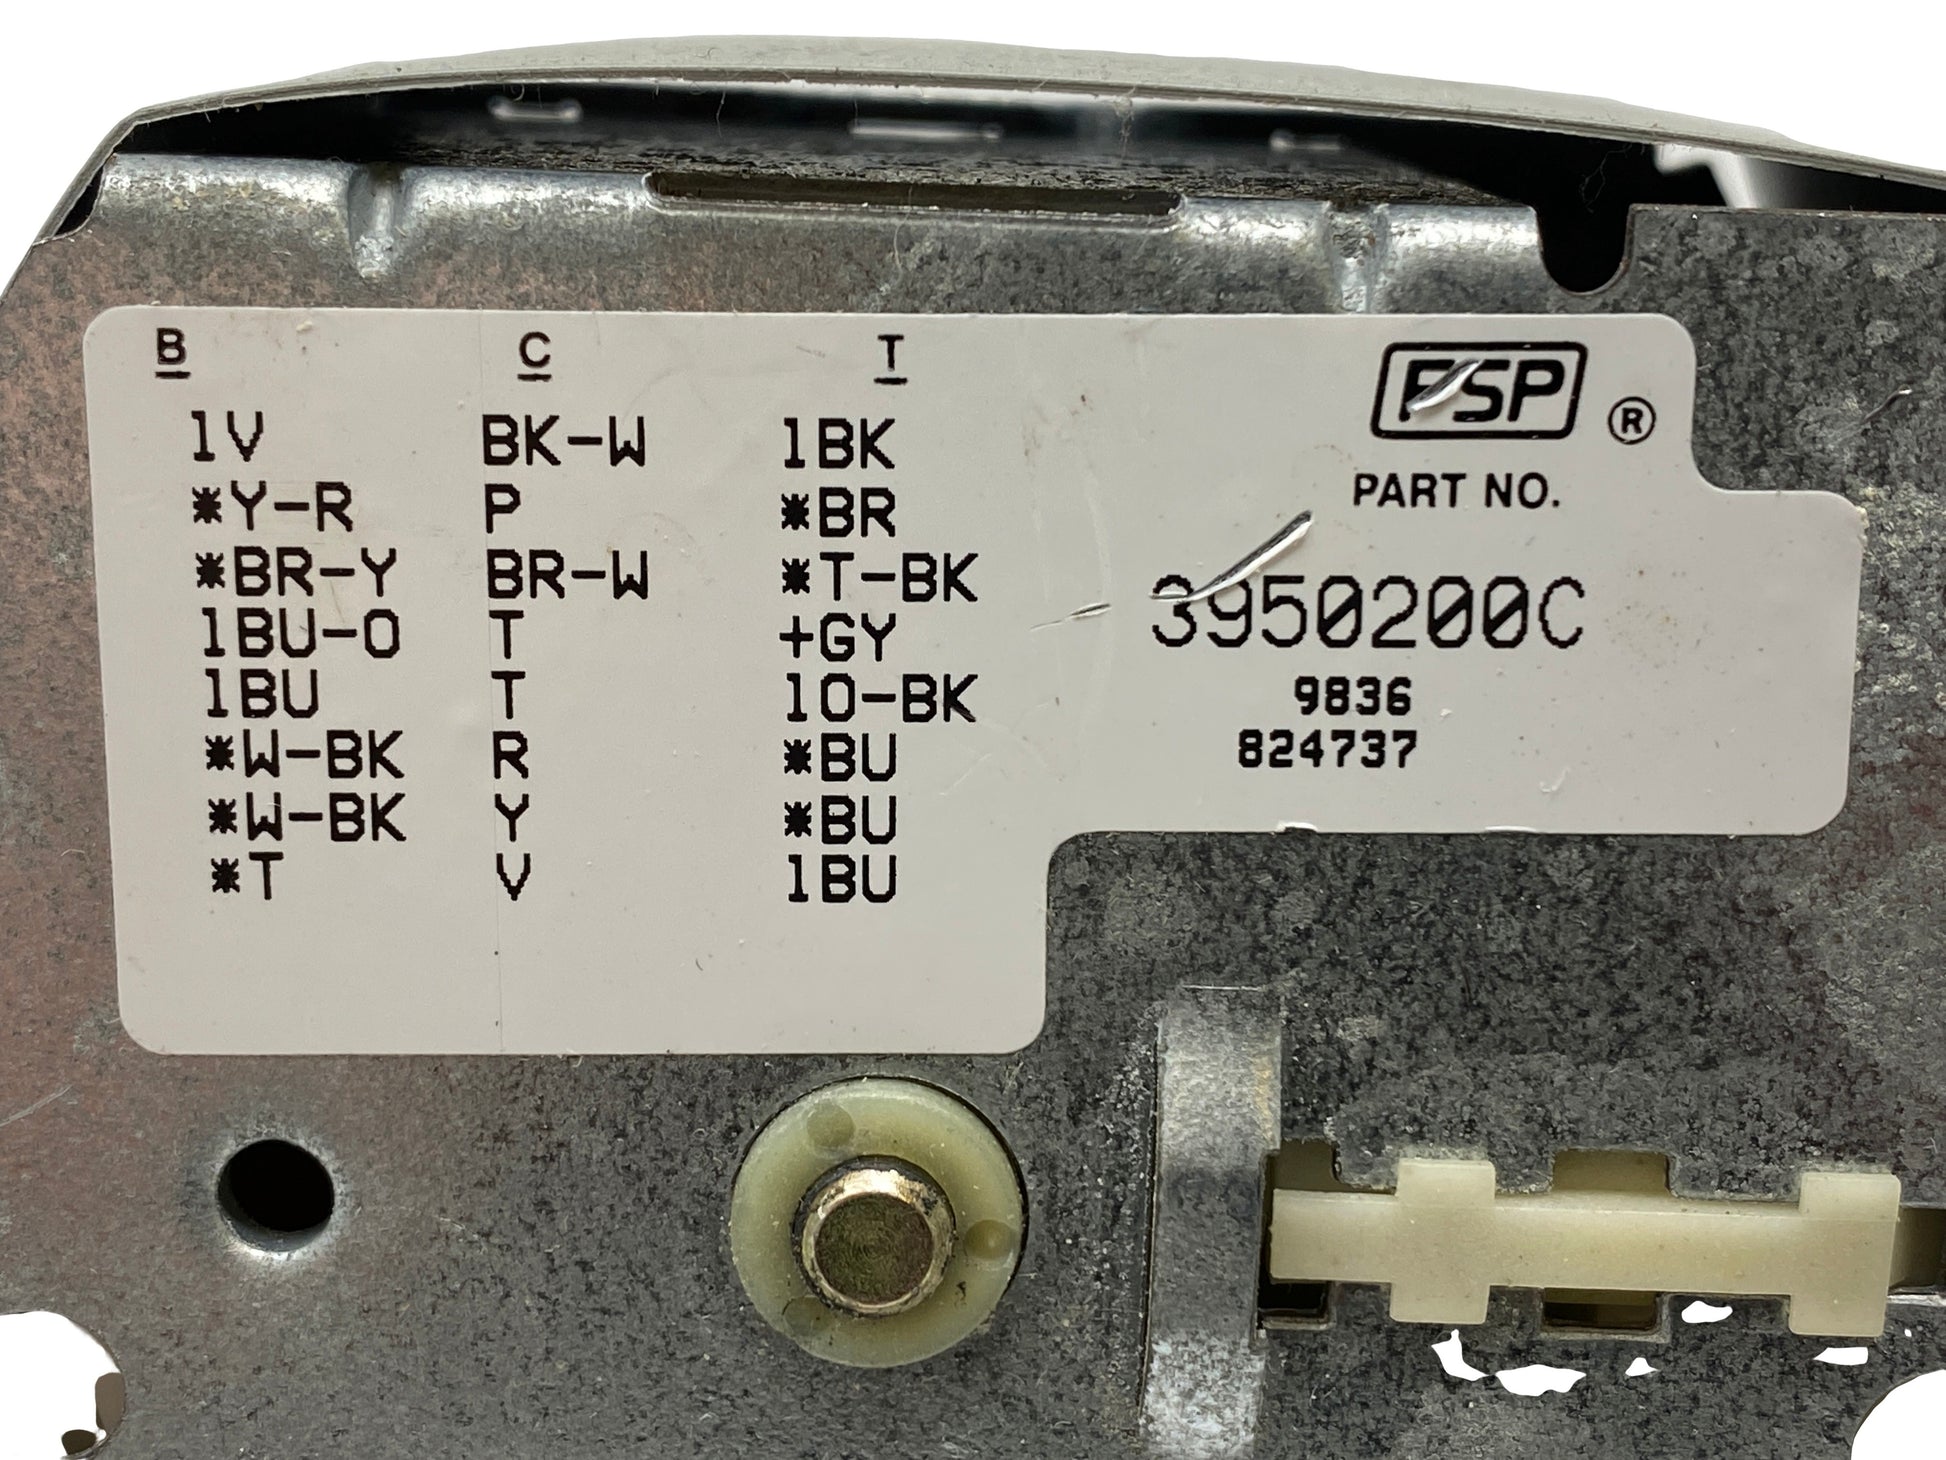 B C T
1V BK-W 1BK
*Y-R P *BR
*BR-Y BR-W *T-BK
1BU-O T +GY
1BU T 10-BK
*W-BK R *BU
*W-BK Y *BU
*T V 1BU
FSP ®
PART NO.
3950200C
9836
824737